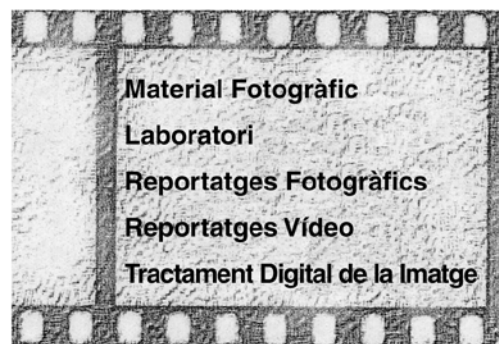 Material Fotogràfic
Laboratori
Reportatges Fotogràfics
Reportatges Vídeo
Tractament Digital de la Imatge